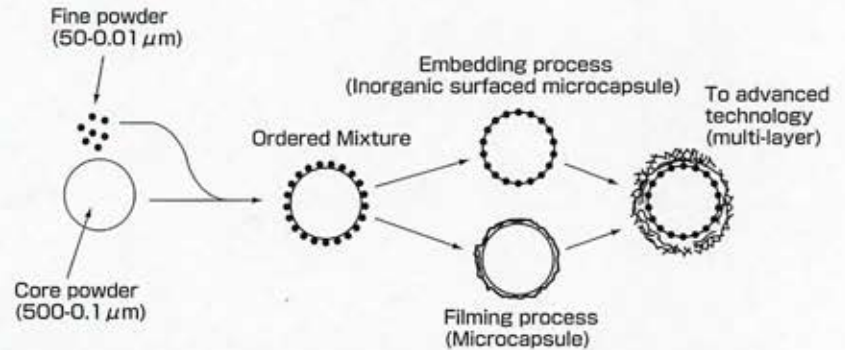 Fine powder
(50-0.01 μm)
Embedding process
(Inorganic surfaced microcapsule)
To advanced
technology
(multi-layer)
Ordered Mixture
Core powder
(500-0.1 μm)
Filming process
(Microcapsule)